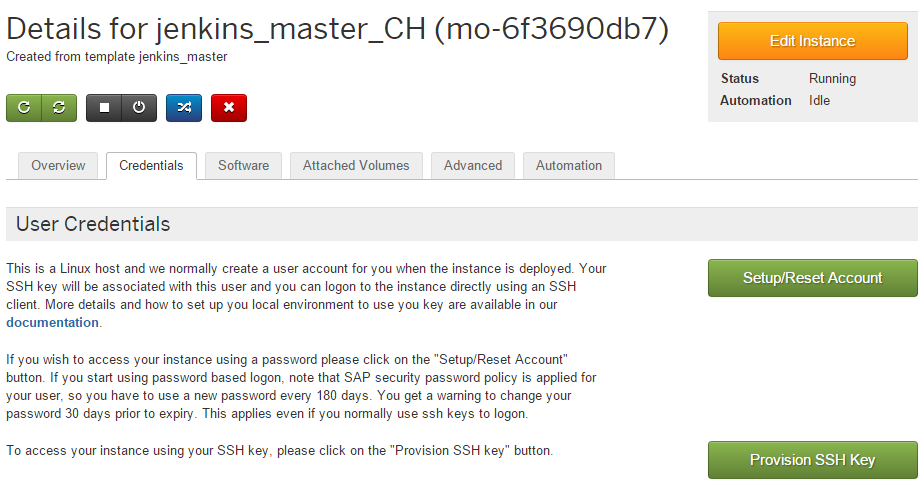 Details for jenkins_master_CH (mo-6f3690db7)
Created from template jenkins_master
Edit Instance
Status Running
Automation Idle
Overview Credentials Software Attached Volumes Advanced Automation
User Credentials
This is a Linux host and we normally create a user account for you when the instance is deployed. Your
SSH key will be associated with this user and you can logon to the instance directly using an SSH
client. More details and how to set up you local environment to use you key are available in our
documentation.
Setup/Reset Account
If you wish to access your instance using a password please click on the "Setup/Reset Account"
button. If you start using password based logon, note that SAP security password policy is applied for
your user, so you have to use a new password every 180 days. You get a warning to change your
password 30 days prior to expiry. This applies even if you normally use ssh keys to logon.
To access your instance using your SSH key, please click on the "Provision SSH key" button.
Provision SSH Key